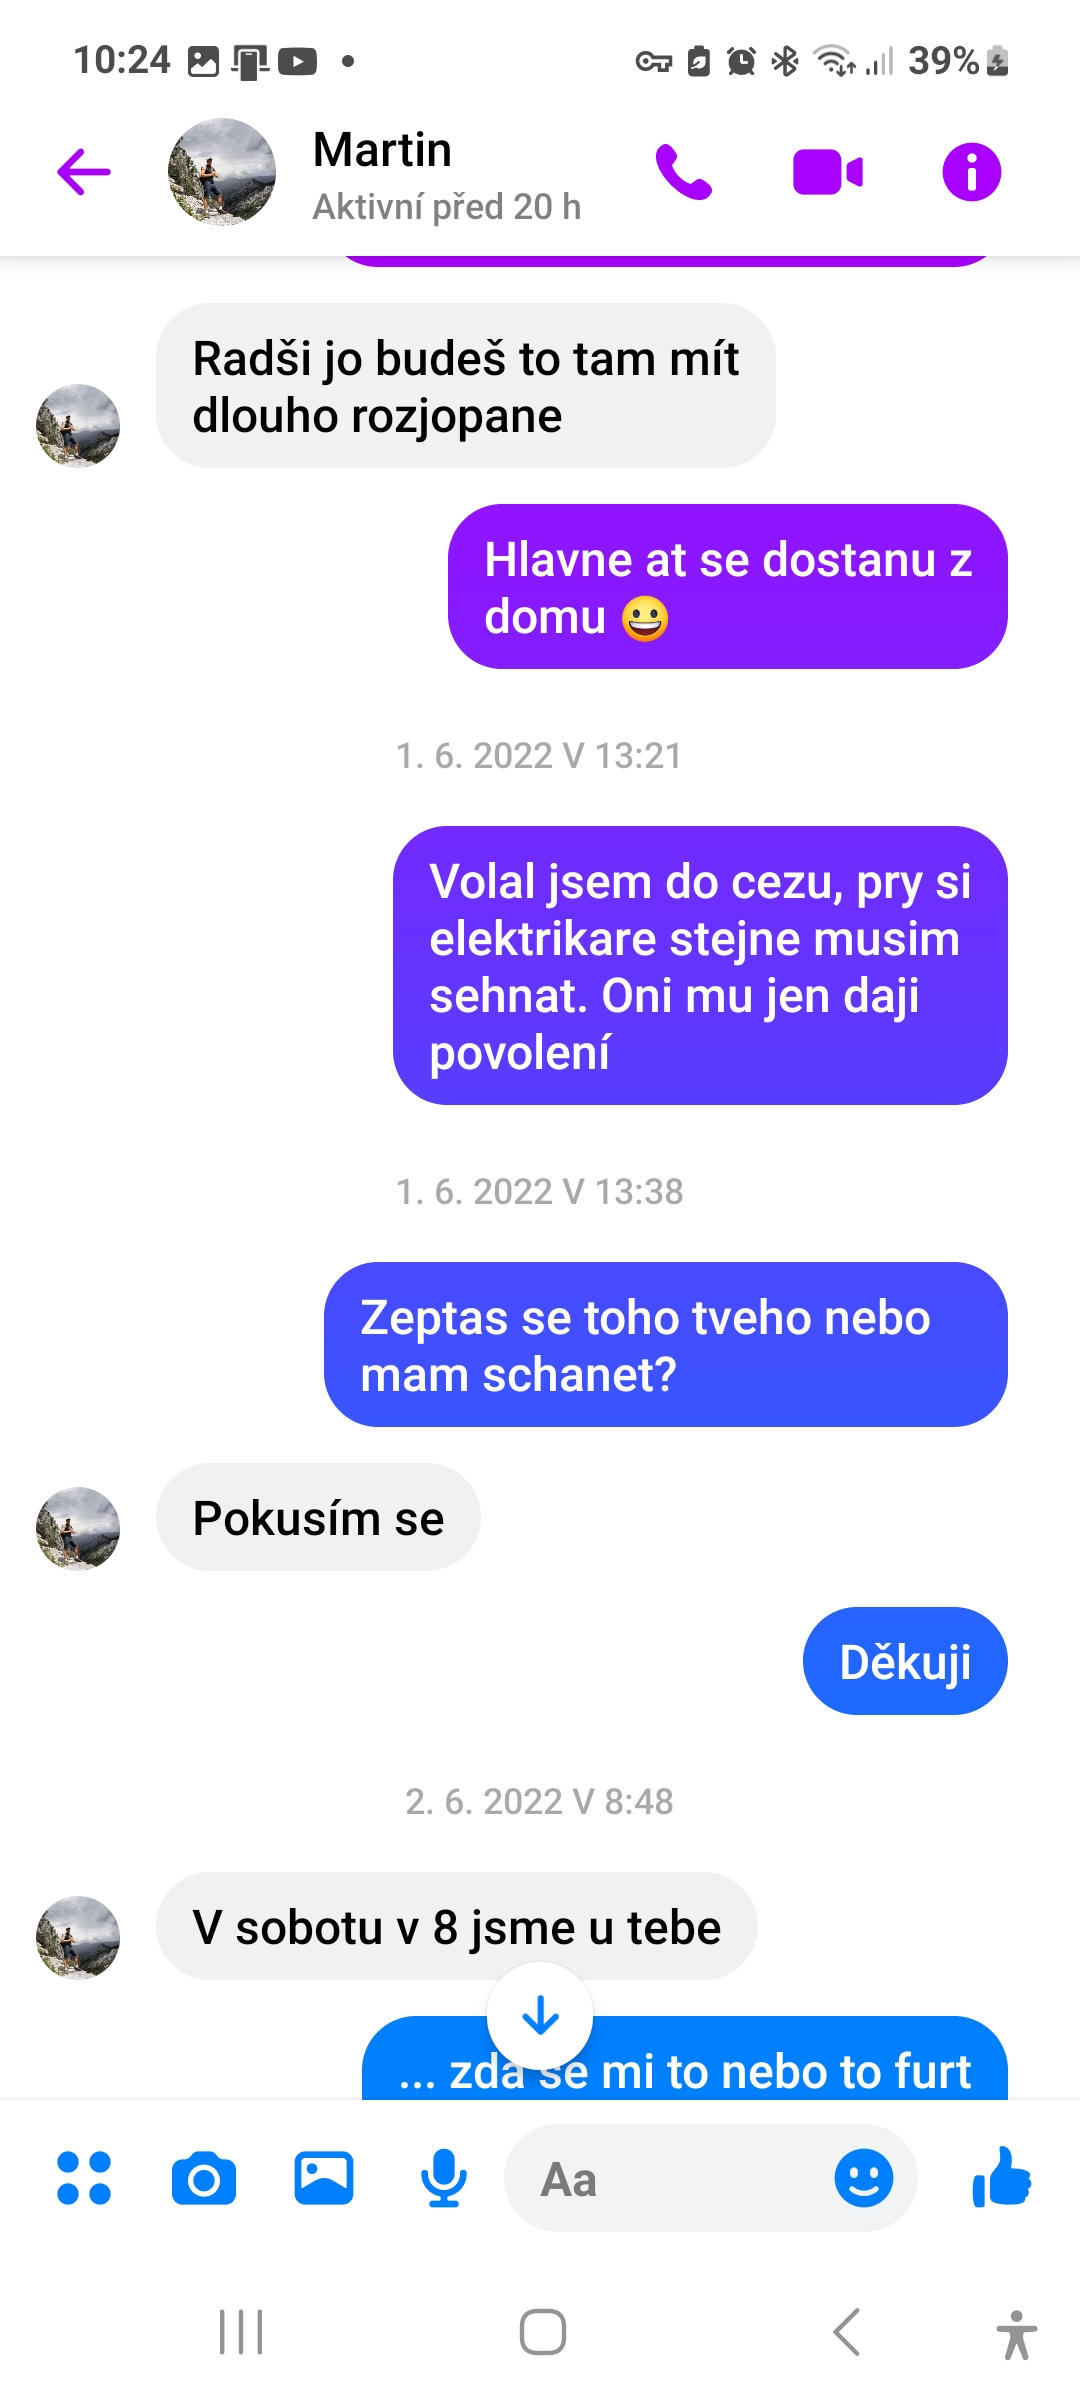 10:24
39%
Martin
Aktivní před 20 h
Radši jo budeš to tam mít
dlouho rozjopane
Hlavne at se dostanu z
domu 😀
1. 6. 2022 V 13:21
Volal jsem do cezu, pry si
elektrikare stejne musim
sehnat. Oni mu jen daji
povolení
1. 6. 2022 V 13:38
Zeptas se toho tveho nebo
mam schanet?
Pokusím se
Děkuji
2. 6. 2022 V 8:48
V sobotu v 8 jsme u tebe
... zda se mi to nebo to furt
Aa